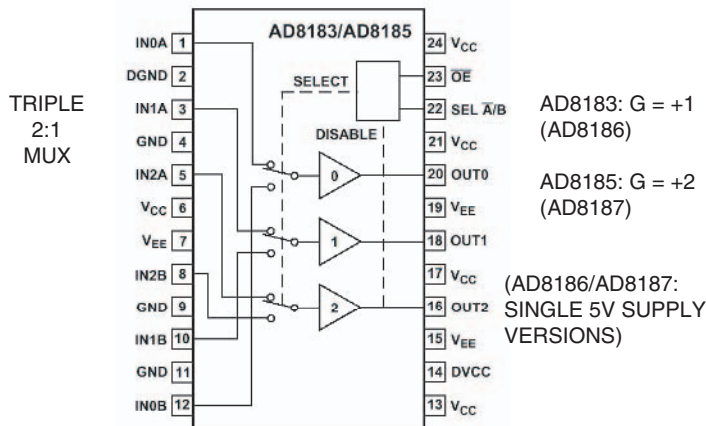 AD8183/AD8185
TRIPLE
2:1
MUX
IN0A 1
DGND 2
IN1A 3
GND 4
IN2A 5
VCC 6
VEE 7
IN2B 8
GND 9
IN1B 10
GND 11
IN0B 12
SELECT
DISABLE
0
1
2
24 VCC
23 OE
22 SEL A/B
21 VCC
20 OUT0
19 VEE
18 OUT1
17 VCC
16 OUT2
15 VEE
14 DVCC
13 VCC
AD8183: G = +1
(AD8186)
AD8185: G = +2
(AD8187)
(AD8186/AD8187:
SINGLE 5V SUPPLY
VERSIONS)